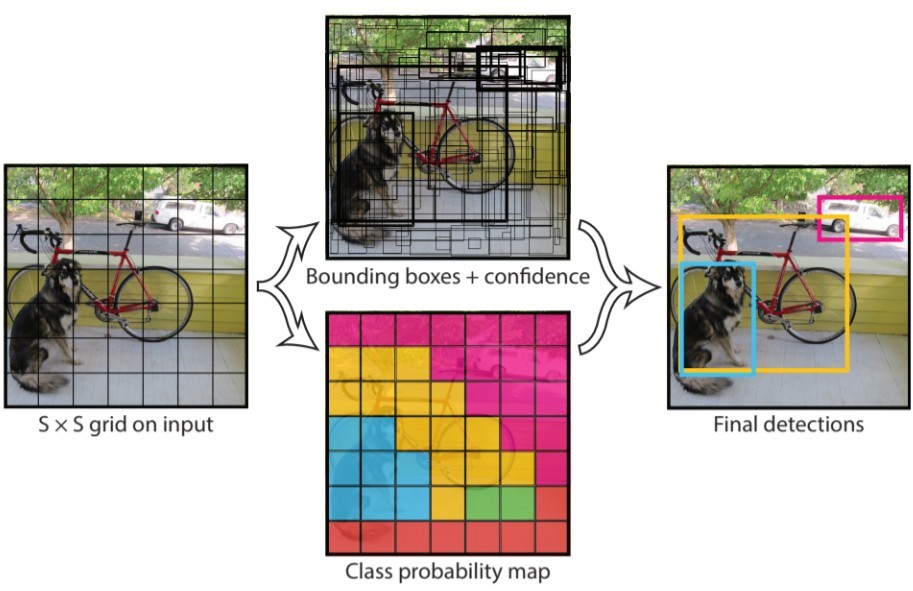 S × S grid on input
Bounding boxes + confidence
Class probability map
Final detections